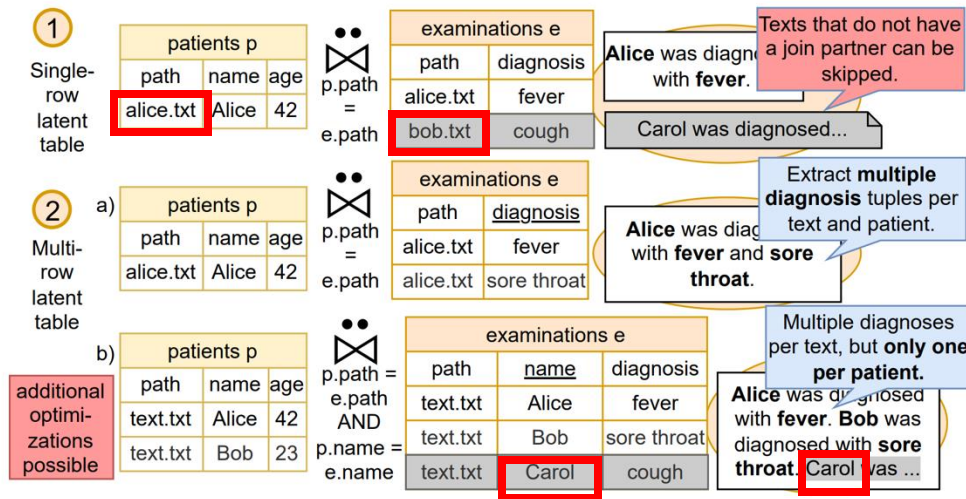 1
Single-
row
latent
table
patients p
path name age
alice.txt Alice 42
p.path
=
e.path
examinations e
path diagnosis
alice.txt fever
bob.txt cough
Alice was diagn
with fever.
Carol was diagnosed...
Texts that do not have
a join partner can be
skipped.
2
Multi-
row
latent
table
a)
patients p
path name age
alice.txt Alice 42
p.path
=
e.path
examinations e
path diagnosis
alice.txt fever
alice.txt sore throat
Alice was diag
with fever and sore
throat.
Extract multiple
diagnosis tuples per
text and patient.
b)
additional
optimi-
zations
possible
patients p
path name age
text.txt Alice 42
text.txt Bob 23
p.path =
e.path
AND
p.name =
e.name
examinations e
path name diagnosis
text.txt Alice fever
text.txt Bob sore throat
text.txt Carol cough
Alice was diagnosed
with fever. Bob was
diagnosed with sore
throat. Carol was ...
Multiple diagnoses
per text, but only one
per patient.